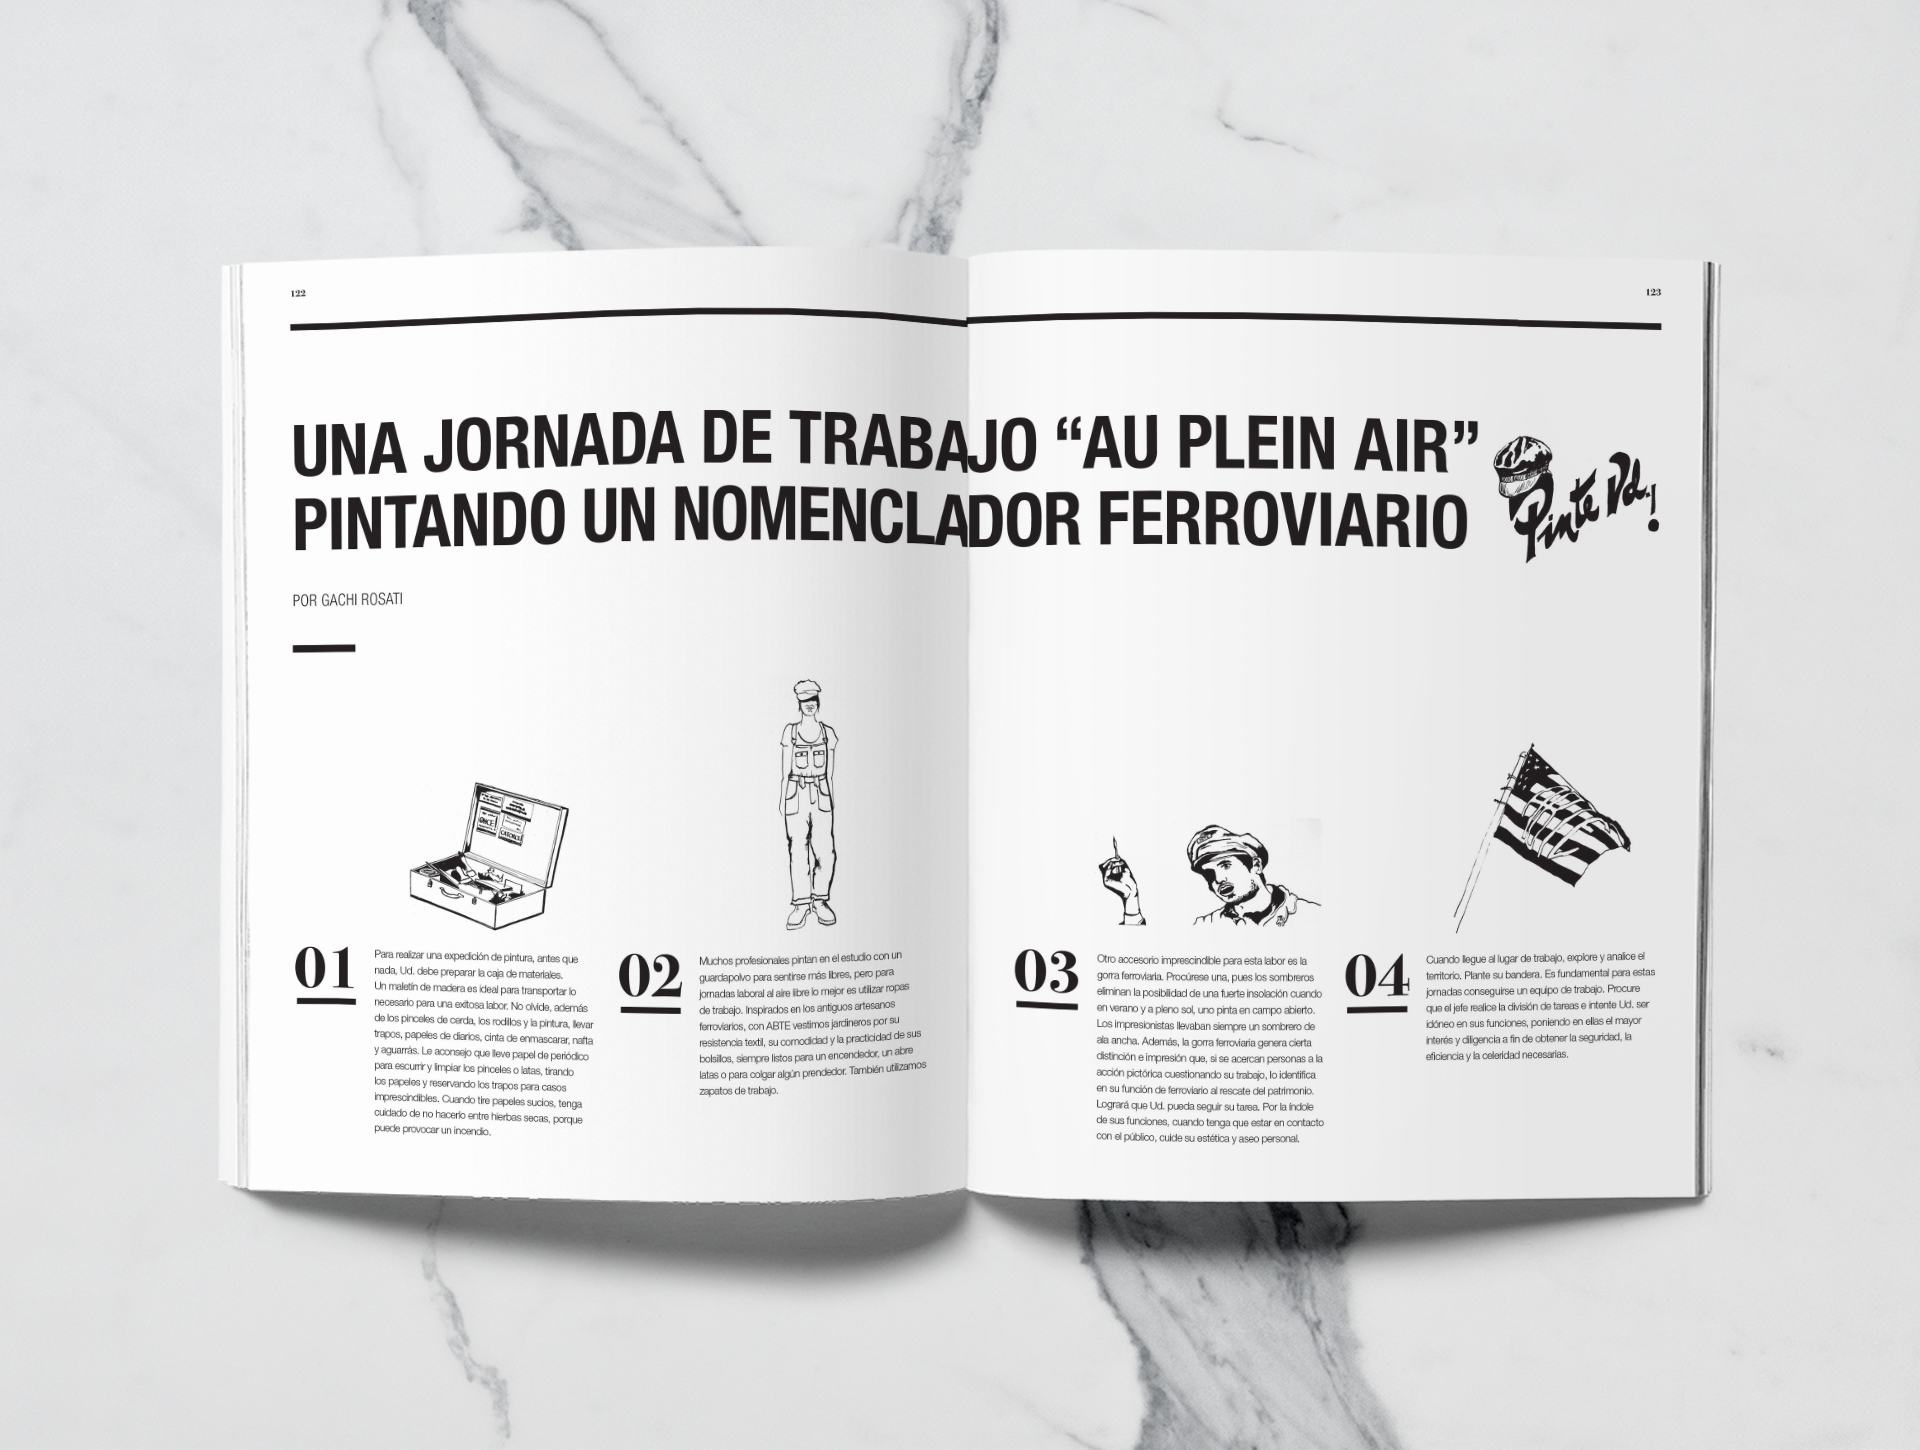 122
123
UNA JORNADA DE TRABAJO “AU PLEIN AIR”
PINTANDO UN NOMENCLADOR FERROVIARIO
Pinte Ud.!
POR GACHI ROSATI
ONCE
CATORCE
01
Para realizar una expedición de pintura, antes que
nada, Ud. debe preparar la caja de materiales.
Un maletín de madera es ideal para transportar lo
necesario para una exitosa labor. No olvide, además
de los pinceles de cerda, los rodillos y la pintura, llevar
trapos, papeles de diarios, cinta de enmascarar, nafta
y aguarrás. Le aconsejo que lleve papel de periódico
para escurrir y limpiar los pinceles o latas, tirando
los papeles y reservando los trapos para casos
imprescindibles. Cuando tire papeles sucios, tenga
cuidado de no hacerlo entre hierbas secas, porque
puede provocar un incendio.
02
Muchos profesionales pintan en el estudio con un
guardapolvo para sentirse más libres, pero para
jornadas laboral al aire libre lo mejor es utilizar ropas
de trabajo. Inspirados en los antiguos artesanos
ferroviarios, con ABTE vestimos jardineros por su
resistencia textil, su comodidad y la practicidad de sus
bolsillos, siempre listos para un encendedor, un abre
latas o para colgar algún prendedor. También utilizamos
zapatos de trabajo.
03
Otro accesorio imprescindible para esta labor es la
gorra ferroviaria. Procúrese una, pues los sombreros
eliminan la posibilidad de una fuerte insolación cuando
en verano y a pleno sol, uno pinta en campo abierto.
Los impresionistas llevaban siempre un sombrero de
ala ancha. Además, la gorra ferroviaria genera cierta
distinción e impresión que, si se acercan personas a la
acción pictórica cuestionando su trabajo, lo identifica
en su función de ferroviario al rescate del patrimonio.
Logrará que Ud. pueda seguir su tarea. Por la índole
de sus funciones, cuando tenga que estar en contacto
con el público, cuide su estética y aseo personal.
04
Cuando llegue al lugar de trabajo, explore y analice el
territorio. Plante su bandera. Es fundamental para estas
jornadas conseguirse un equipo de trabajo. Procure
que el jefe realice la división de tareas e intente Ud. ser
idóneo en sus funciones, poniendo en ellas el mayor
interés y diligencia a fin de obtener la seguridad, la
eficiencia y la celeridad necesarias.